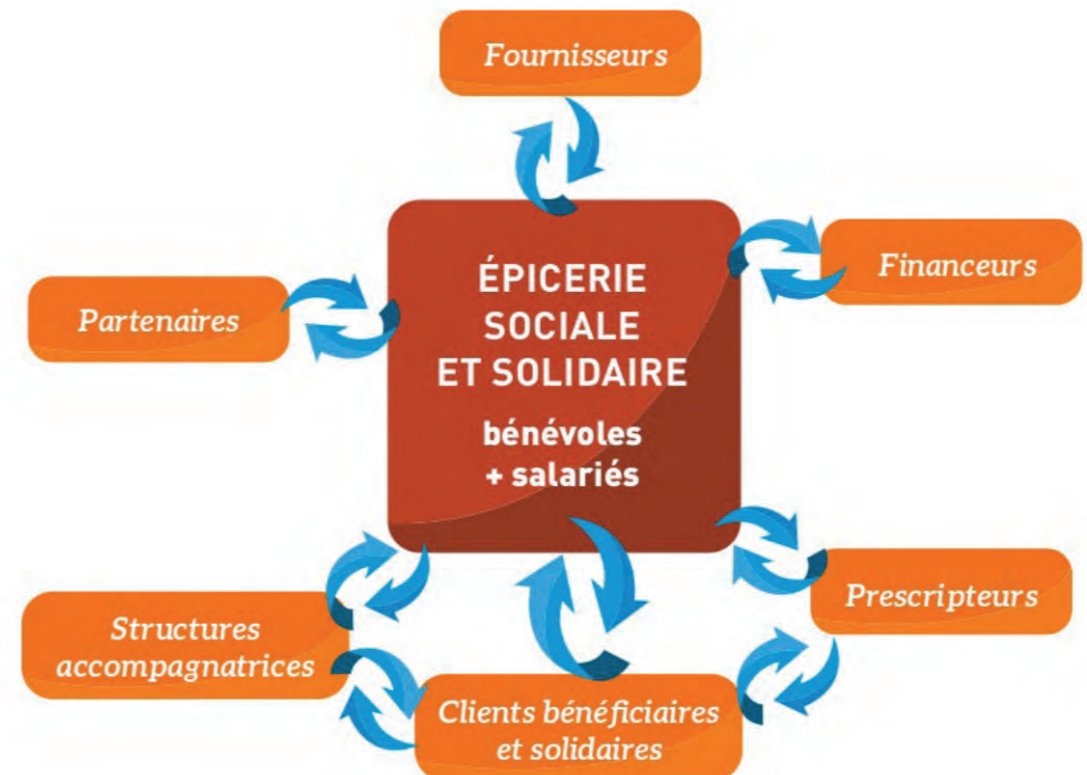 Fournisseurs
Financeurs
Partenaires
ÉPICERIE
SOCIALE
ET SOLIDAIRE
bénévoles
+ salariés
Prescripteurs
Structures
accompagnatrices
Clients bénéficiaires
et solidaires